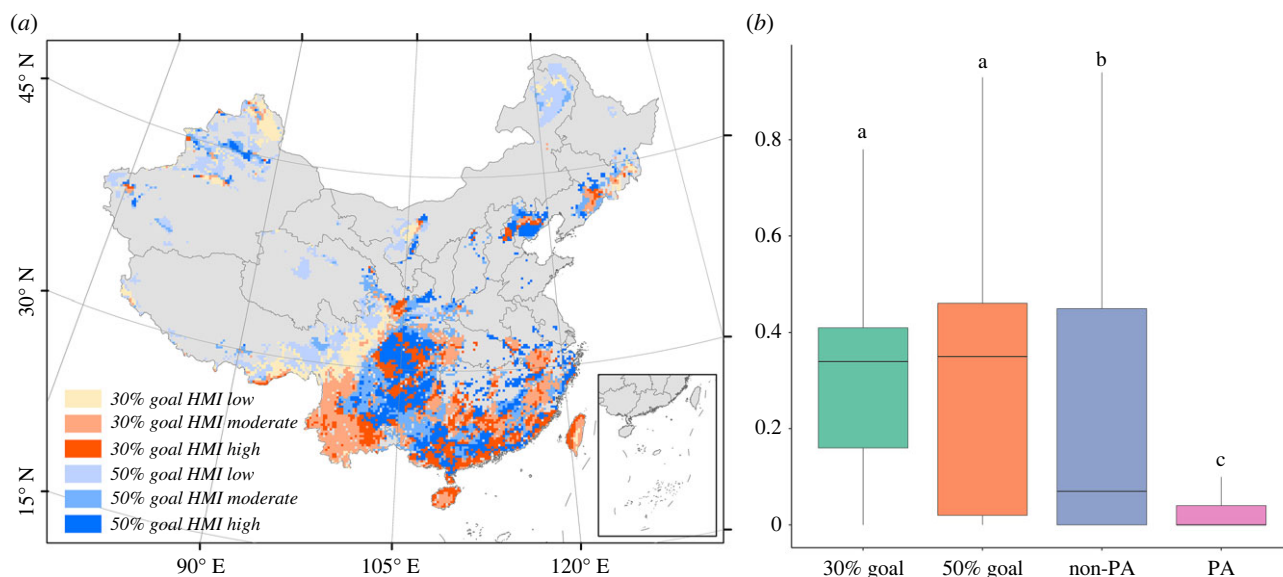 (a)
45° N
30° N
15° N
30% goal HMI low
30% goal HMI moderate
30% goal HMI high
50% goal HMI low
50% goal HMI moderate
50% goal HMI high
90° E 105° E 120° E
(b)
0.8
0.6
0.4
0.2
0
a
a
b
c
30% goal 50% goal non-PA PA